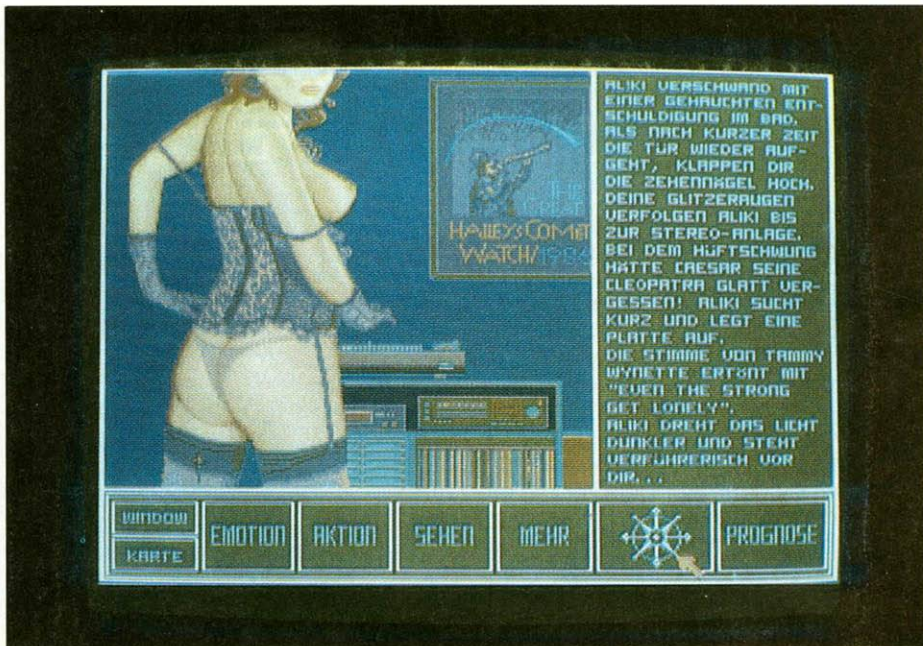 THE
GREAT
HALLEY'S COMET
WATCH! 1986
ALIKI VERSCHWAND MIT
EINER GEHAUCHTEN ENT-
SCHULDIGUNG IM BAD.
ALS NACH KURZER ZEIT
DIE TÜR WIEDER AUF-
GEHT, KLAPPEN DIR
DIE ZEHENNÄGEL HOCH.
DEINE GLITZERAUGEN
VERFOLGEN ALIKI BIS
ZUR STEREO-ANLAGE.
BEI DEM HÜFTSCHWUNG
HÄTTE CAESAR SEINE
CLEOPATRA GLATT VER-
GESSEN! ALIKI SUCHT
KURZ UND LEGT EINE
PLATTE AUF.
DIE STIMME VON TAMMY
WYNETTE ERTÖNT MIT
"EVEN THE STRONG
GET LONELY".
ALIKI DREHT DAS LICHT
DUNKLER UND STEHT
VERFÜHRERISCH VOR
DIR...
WINDOW
KARTE
EMOTION
AKTION
SEHEN
MEHR
PROGNOSE